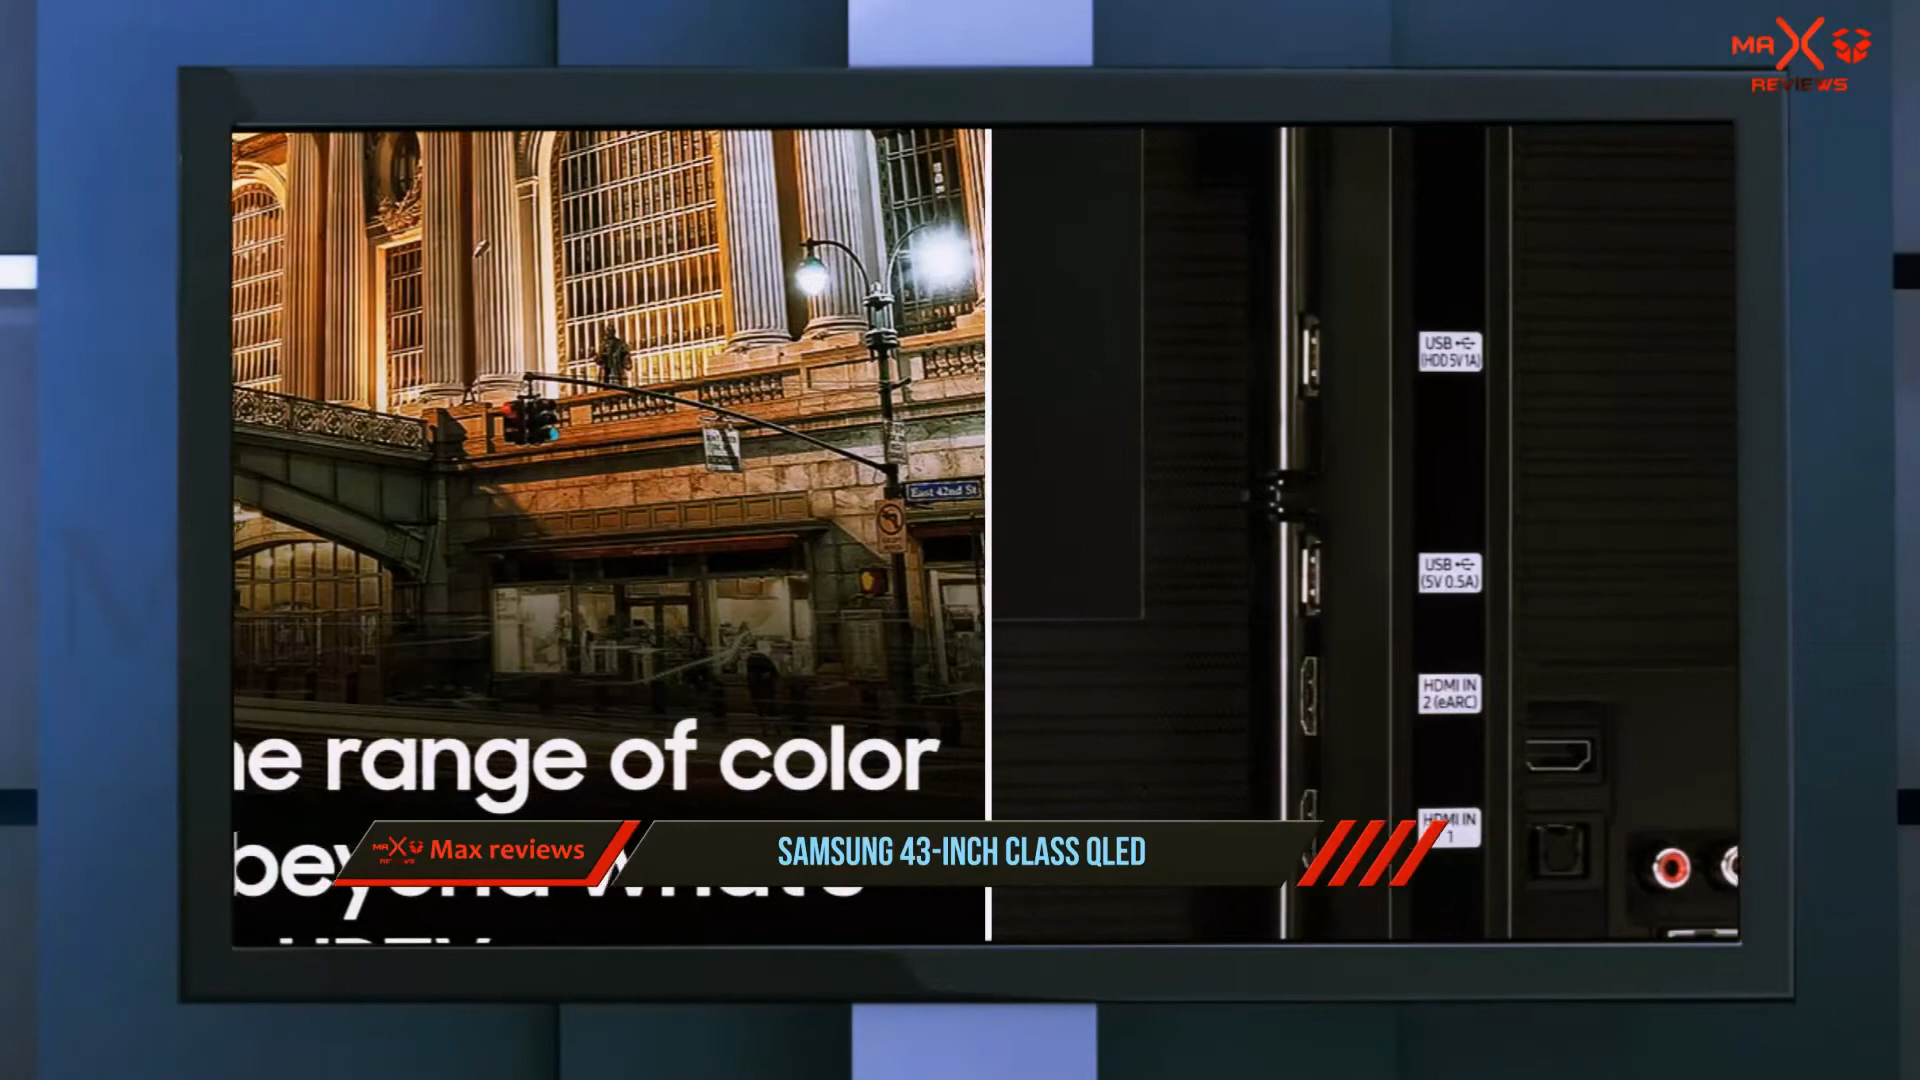 MAX
REVIEWS
East 42nd St
USB
(HDD 5V 1A)
USB
(5V 0.5A)
HDMI IN
2 (eARC)
HDMI IN
1
range of color
Max reviews
SAMSUNG 43-INCH CLASS QLED